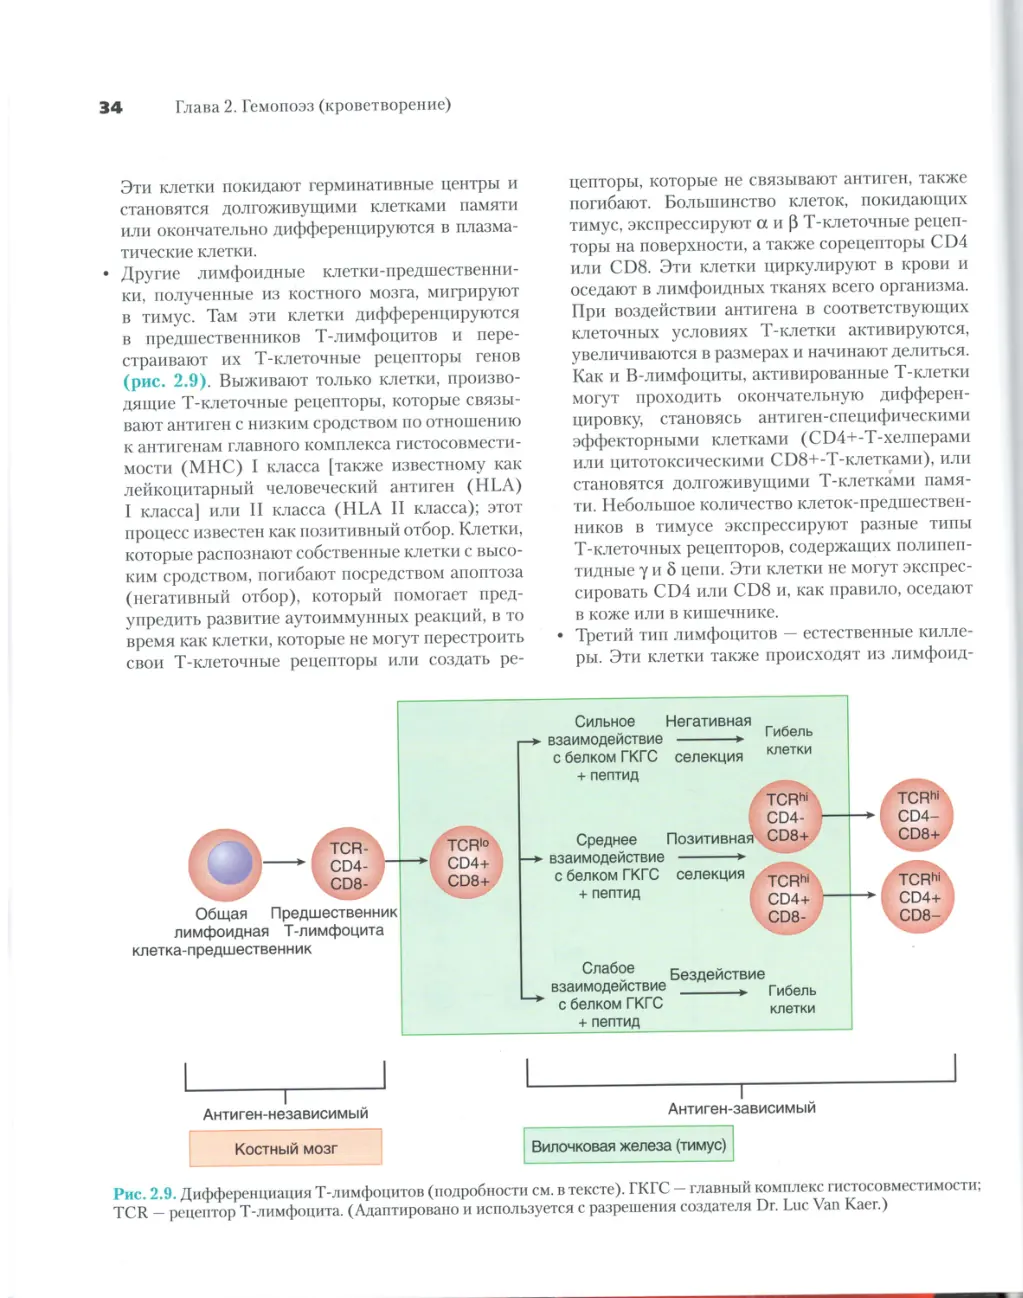 34 Глава 2. Гемопоэз (кроветворение)
Эти клетки покидают герминативные центры и
становятся долгоживущими клетками памяти
или окончательно дифференцируются в плазма-
тические клетки.
• Другие лимфоидные клетки-предшественни-
ки, полученные из костного мозга, мигрируют
в тимус. Там эти клетки дифференцируются
в предшественников Т-лимфоцитов и пере-
страивают их Т-клеточные рецепторы генов
(рис. 2.9). Выживают только клетки, произво-
дящие Т-клеточные рецепторы, которые связы-
вают антиген с низким сродством по отношению
к антигенам главного комплекса гистосовмести-
мости (МНС) I класса [также известному как
лейкоцитарный человеческий антиген (HLA)
I класса] или II класса (HLA II класса); этот
процесс известен как позитивный отбор. Клетки,
которые распознают собственные клетки с высо-
ким сродством, погибают посредством апоптоза
(негативный отбор), который помогает пред-
упредить развитие аутоиммунных реакций, в то
время как клетки, которые не могут перестроить
свои Т-клеточные рецепторы или создать ре-
цепторы, которые не связывают антиген, также
погибают. Большинство клеток, покидающих
тимус, экспрессируют α и β Т-клеточные рецеп-
торы на поверхности, а также сорецепторы CD4
или CD8. Эти клетки циркулируют в крови и
оседают в лимфоидных тканях всего организма.
При воздействии антигена в соответствующих
клеточных условиях Т-клетки активируются,
увеличиваются в размерах и начинают делиться.
Как и В-лимфоциты, активированные Т-клетки
могут проходить окончательную дифферен-
цировку, становясь антиген-специфическими
эффекторными клетками (CD4+-Т-хелперами
или цитотоксическими CD8+-Т-клетками), или
становятся долгоживущими Т-клетками памя-
ти. Небольшое количество клеток-предшествен-
ников в тимусе экспрессируют разные типы
Т-клеточных рецепторов, содержащих полипеп-
тидные γ и δ цепи. Эти клетки не могут экспрес-
сировать CD4 или CD8 и, как правило, оседают
в коже или в кишечнике.
• Третий тип лимфоцитов — естественные килле-
ры. Эти клетки также происходят из лимфоид-
Сильное
взаимодействие
с белком ГКГС
+ пептид
Негативная
селекция
Гибель
клетки
TCR-
CD4-
CD8-
TCRlo
CD4+
CD8+
Среднее
взаимодействие
с белком ГКГС
+ пептид
Позитивная
селекция
TCRhi
CD4-
CD8+
TCRhi
CD4–
CD8+
TCRhi
CD4+
CD8-
TCRhi
CD4+
CD8–
Общая
лимфоидная
клетка-предшественник
Предшественник
Т-лимфоцита
Слабое
взаимодействие
с белком ГКГС
+ пептид
Бездействие
Гибель
клетки
Антиген-независимый
Антиген-зависимый
Костный мозг
Вилочковая железа (тимус)
Рис. 2.9. Дифференциация Т-лимфоцитов (подробности см. в тексте). ГКГС — главный комплекс гистосовместимости;
TCR — рецептор Т-лимфоцита. (Адаптировано и используется с разрешения создателя Dr. Luc Van Kaer.)